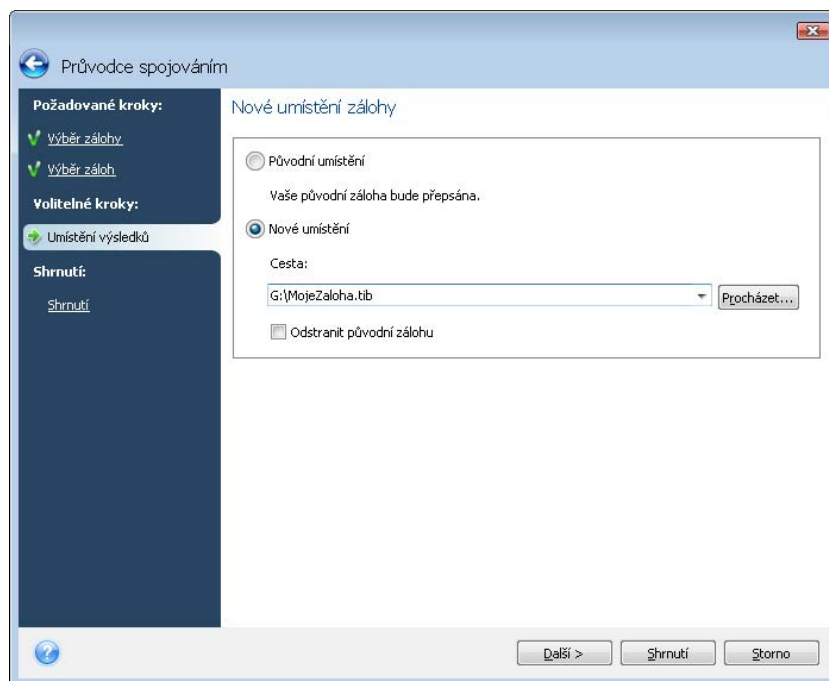 Průvodce spojováním
Požadované kroky:
Výběr zálohy
Výběr záloh
Volitelné kroky:
Umístění výsledků
Shrnutí:
Shrnutí
Nové umístění zálohy
Původní umístění
Vaše původní záloha bude přepsána.
Nové umístění
Cesta:
G:\MojeZaloha.tib
Procházet...
Odstranit původní zálohu
Další >
Shrnutí
Storno